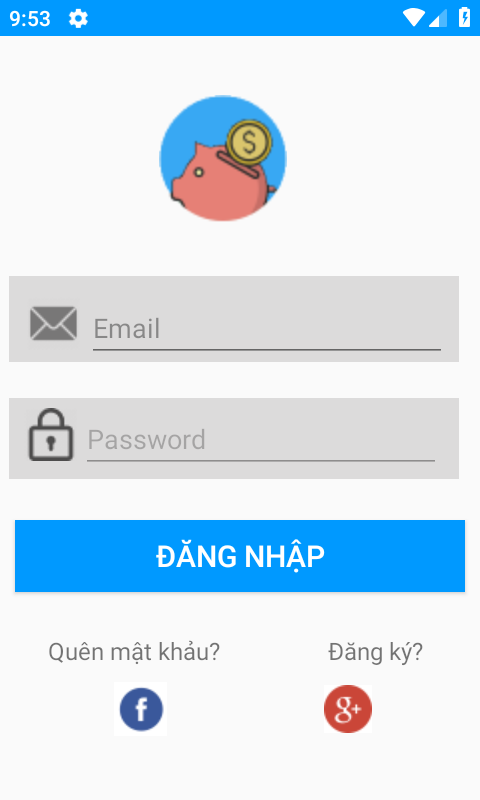 9:53
Email
Password
ĐĂNG NHẬP
Quên mật khẩu? Đăng ký?
f g+